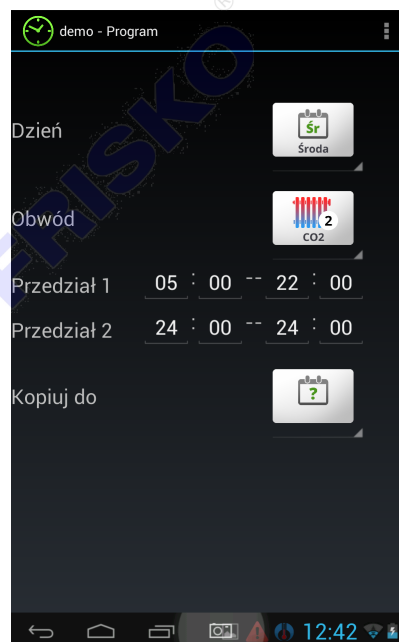 demo - Program
FRISKO
®
Dzień
Śr
Środa
Obwód
2
CO2
Przedział 1 05 : 00 -- 22 : 00
Przedział 2 24 : 00 -- 24 : 00
Kopiuj do
?
12:42